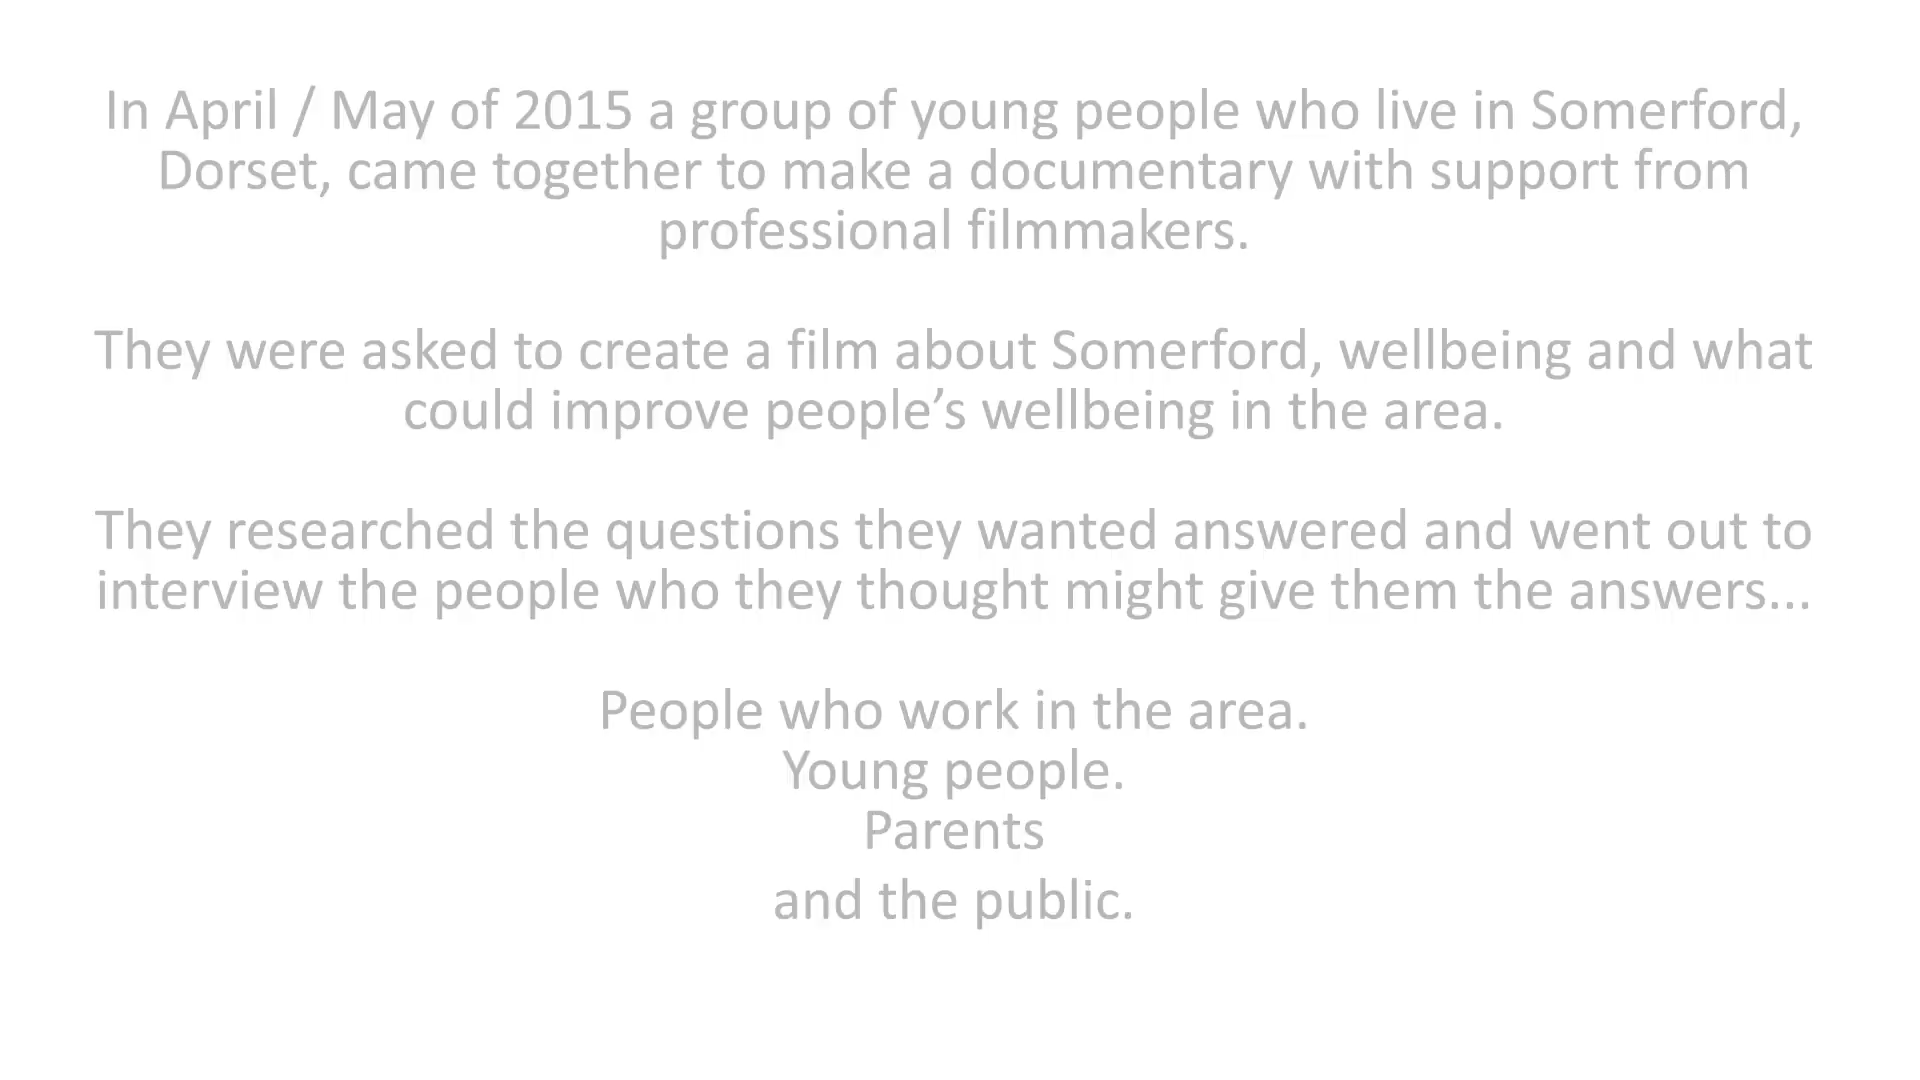 In April / May of 2015 a group of young people who live in Somerford,
Dorset, came together to make a documentary with support from
professional filmmakers.
They were asked to create a film about Somerford, wellbeing and what
could improve people’s wellbeing in the area.
They researched the questions they wanted answered and went out to
interview the people who they thought might give them the answers...
People who work in the area.
Young people.
Parents
and the public.